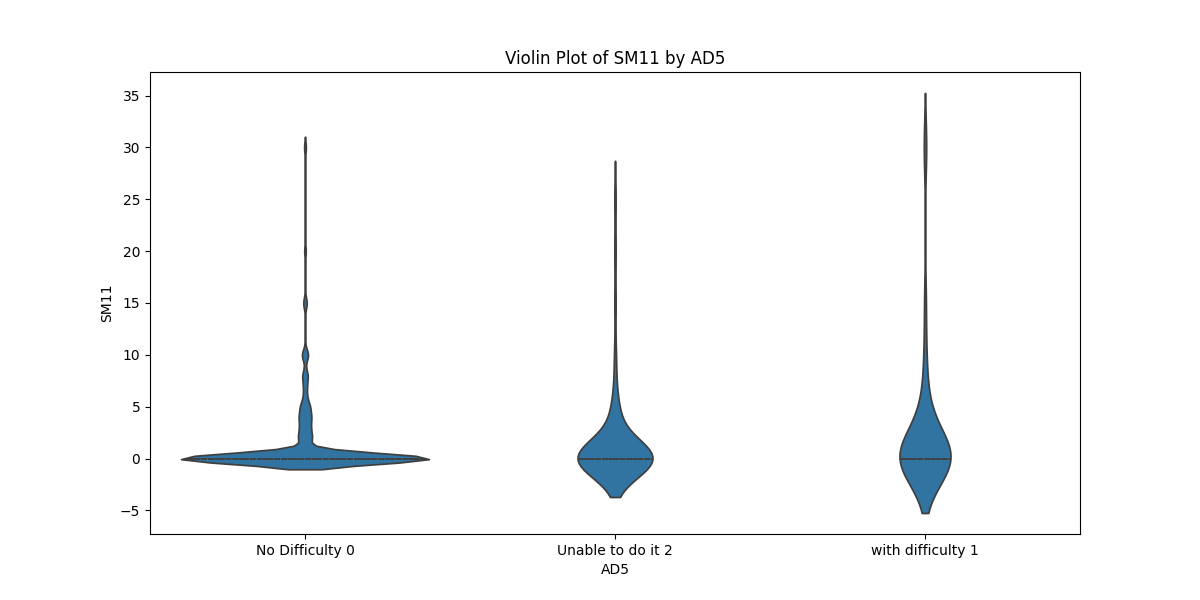 Violin Plot of SM11 by AD5
35
30
25
20
15
10
5
0
−5
SM11
No Difficulty 0
Unable to do it 2
with difficulty 1
AD5